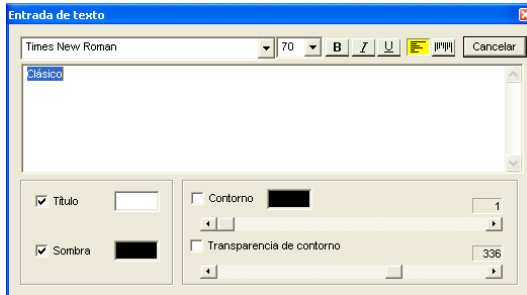 Entrada de texto
Times New Roman 70 B I U Cancelar
Clásico
Título Contorno 1
Sombra Transparencia de contorno 336